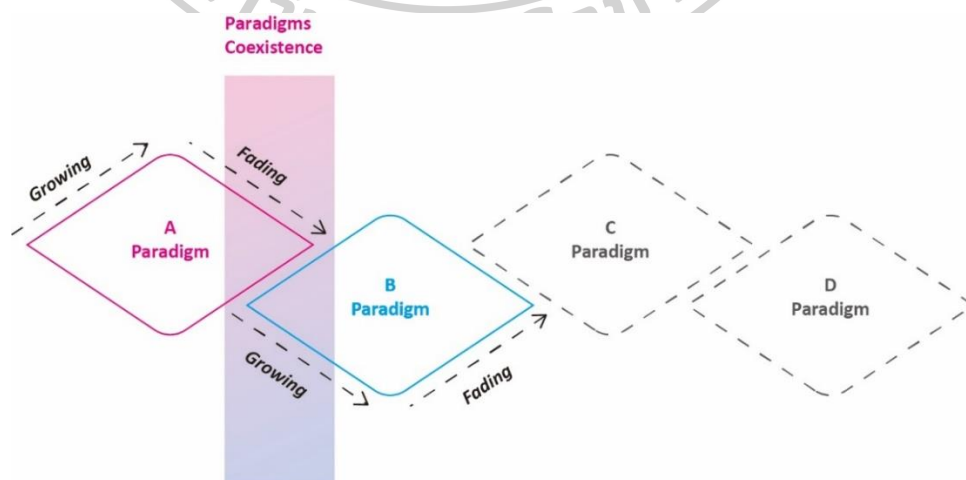 Paradigms
Coexistence
Growing
Fading
A
Paradigm
B
Paradigm
C
Paradigm
D
Paradigm
Growing
Fading